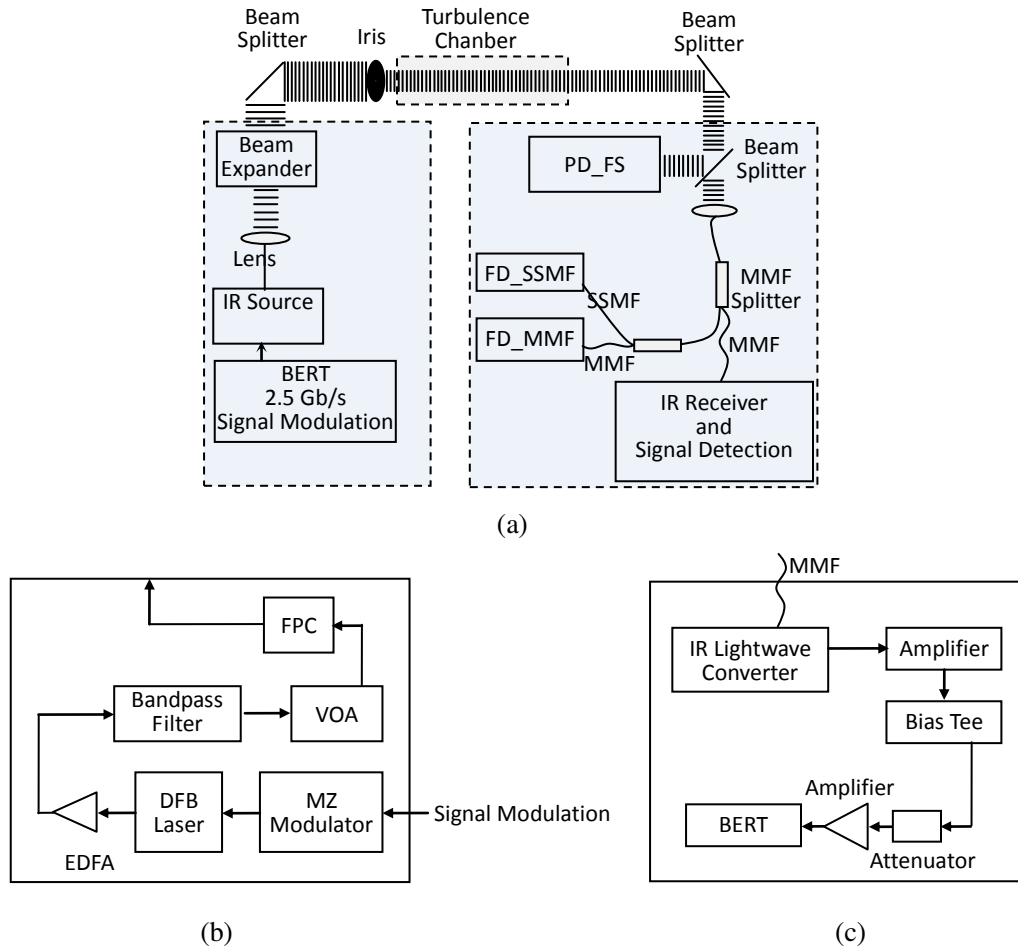 Beam
Splitter
Iris
Turbulence
Chanber
Beam
Splitter
Beam
Expander
Lens
IR Source
BERT
2.5 Gb/s
Signal Modulation
PD_FS
Beam
Splitter
FD_SSMF
SSMF
FD_MMF
MMF
MMF
Splitter
MMF
IR Receiver
and
Signal Detection
(a)
FPC
Bandpass
Filter
VOA
DFB
Laser
MZ
Modulator
Signal Modulation
EDFA
(b)
MMF
IR Lightwave
Converter
Amplifier
Bias Tee
Amplifier
BERT
Attenuator
(c)